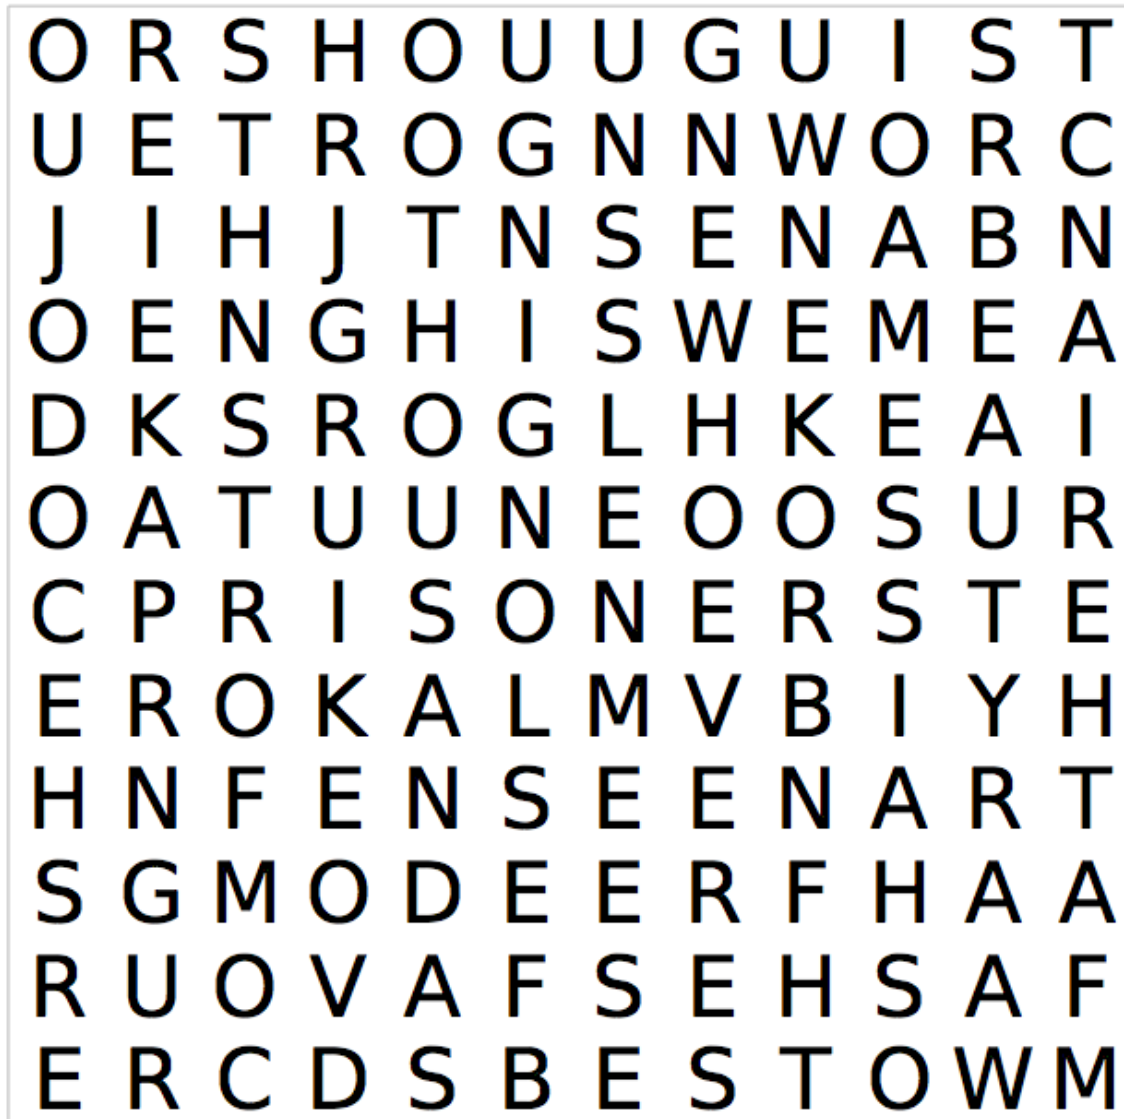 O R S H O U U G U I S T
U E T R O G N N W O R C
J I H J T N S E N A B N
O E N G H I S W E M E A
D K S R O G L H K E A I
O A T U U N E O O S U R
C P R I S O N E R S T E
E R O K A L M V B I Y H
H N F E N S E E N A R T
S G M O D E E R F H A A
R U O V A F S E H S A F
E R C D S B E S T O W M